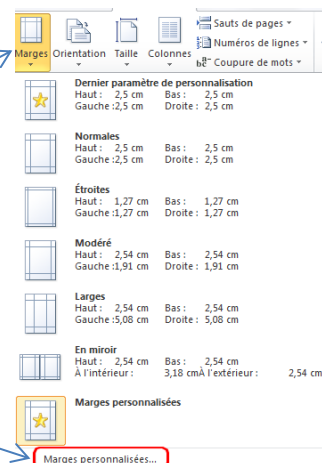 Marges Orientation Taille Colonnes
Sauts de pages
Numéros de lignes
Coupure de mots
Dernier paramètre de personnalisation
Haut : 2,5 cm Bas : 2,5 cm
Gauche :2,5 cm Droite : 2,5 cm
Normales
Haut : 2,5 cm Bas : 2,5 cm
Gauche :2,5 cm Droite : 2,5 cm
Étroites
Haut : 1,27 cm Bas : 1,27 cm
Gauche :1,27 cm Droite : 1,27 cm
Modéré
Haut : 2,54 cm Bas : 2,54 cm
Gauche :1,91 cm Droite : 1,91 cm
Larges
Haut : 2,54 cm Bas : 2,54 cm
Gauche :5,08 cm Droite : 5,08 cm
En miroir
Haut : 2,54 cm Bas : 2,54 cm
À l'intérieur : 3,18 cmÀ l'extérieur : 2,54 cm
Marges personnalisées
Marges personnalisées...